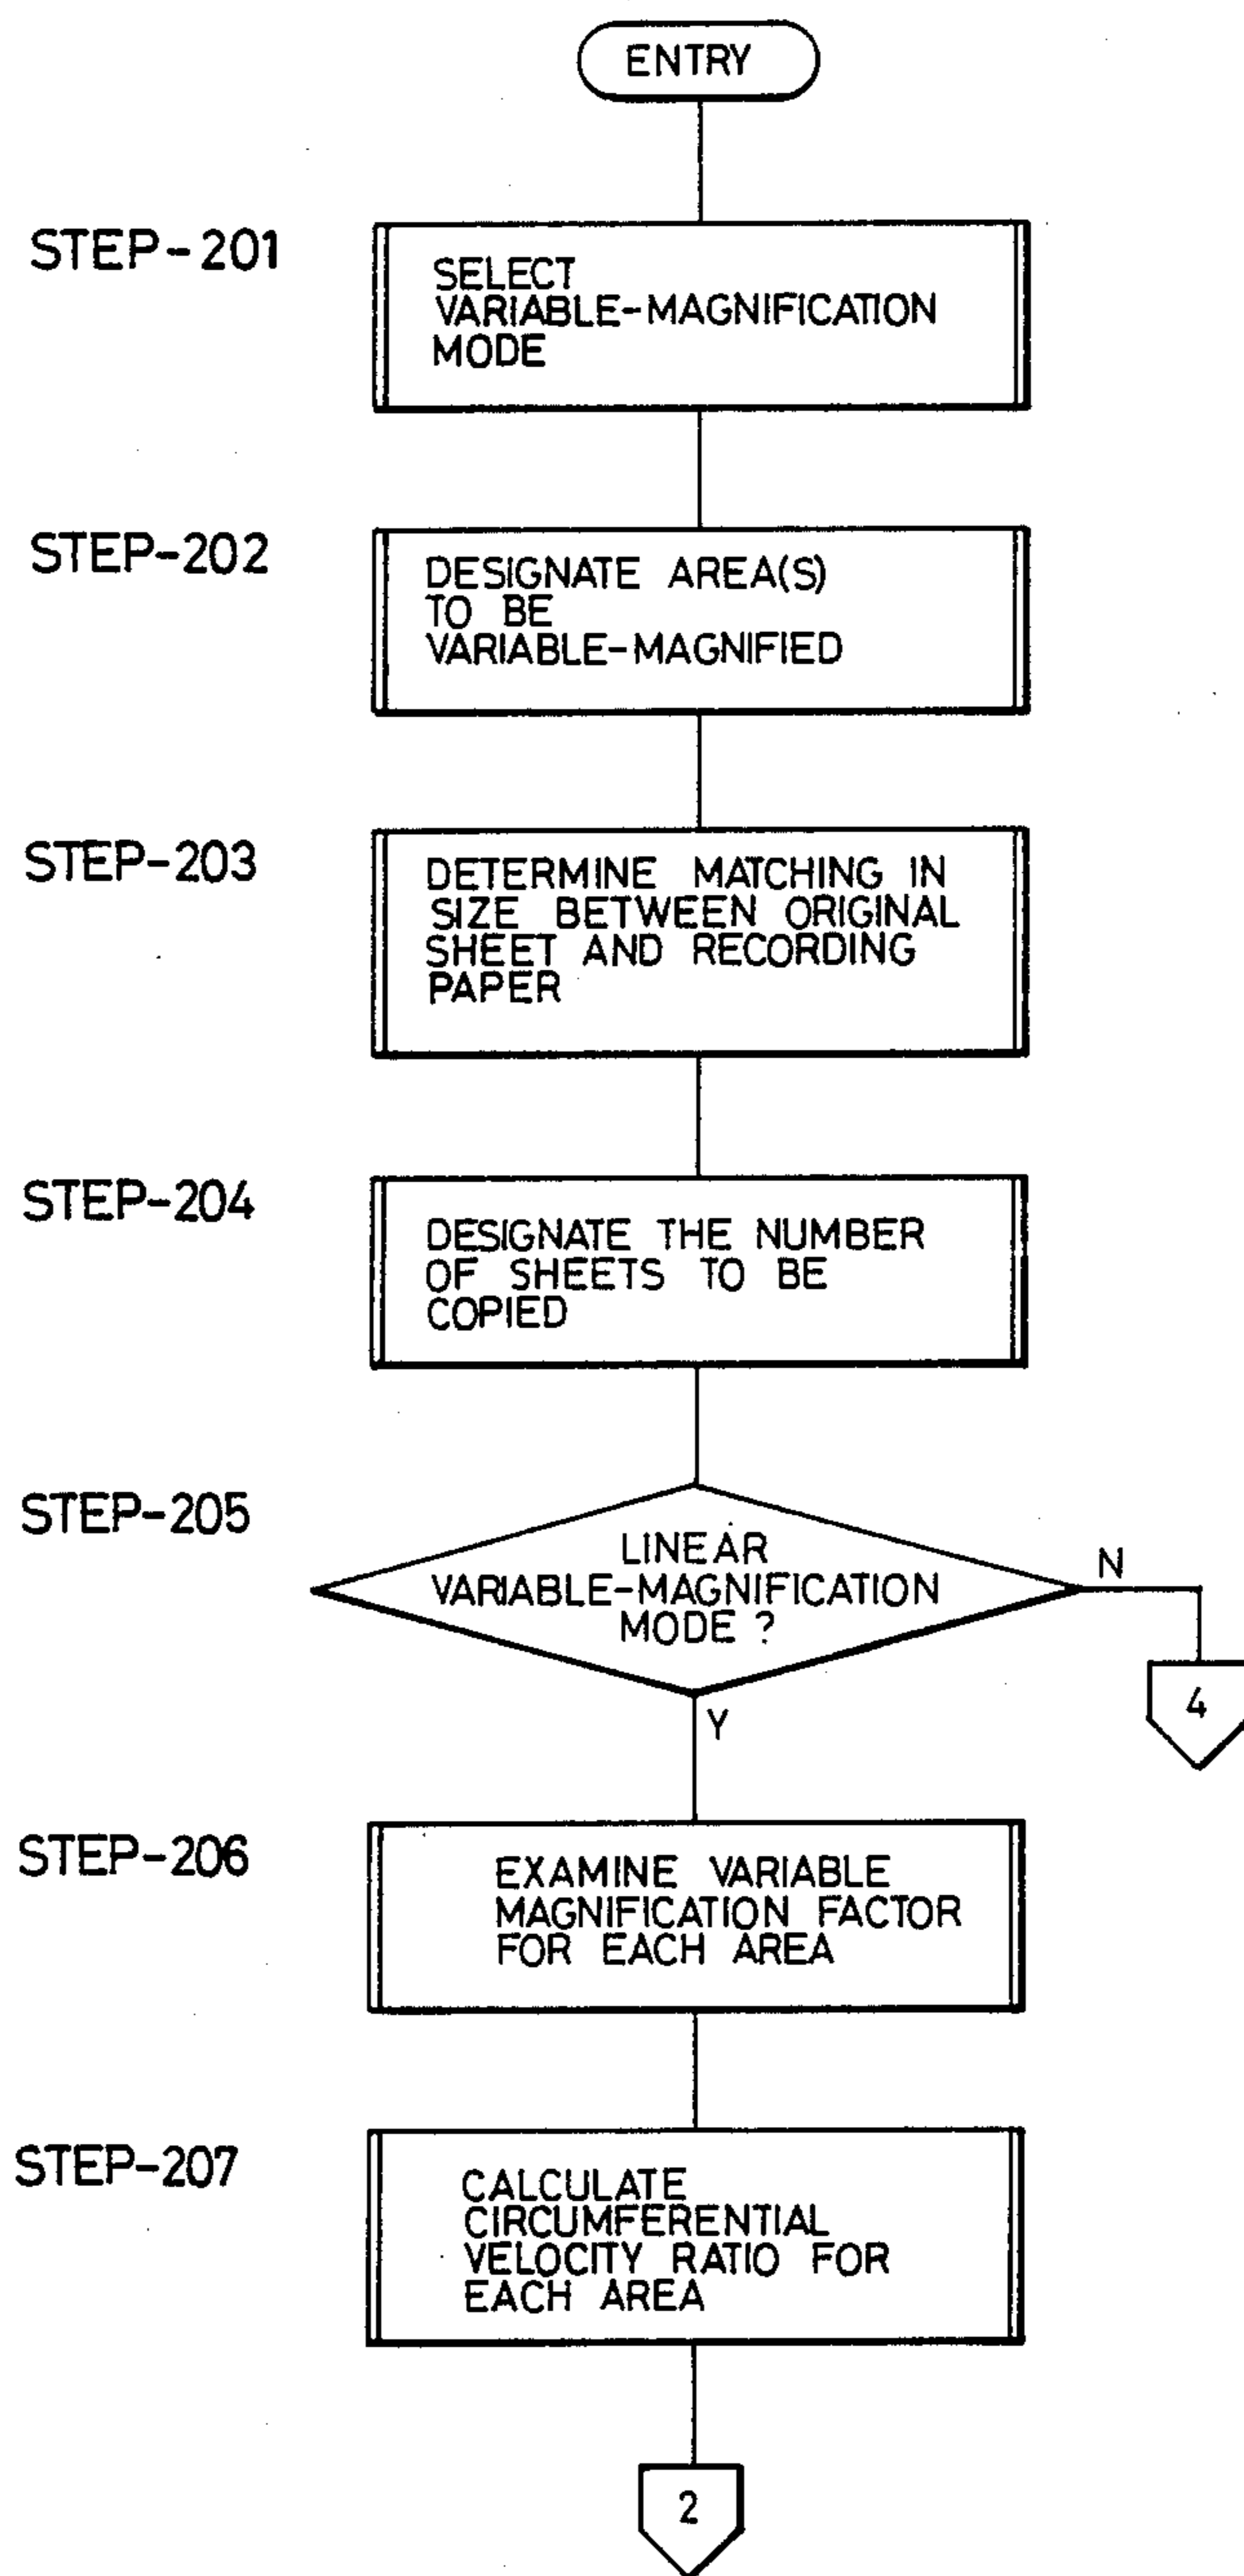 ENTRY
STEP-201
SELECT
VARIABLE-MAGNIFICATION
MODE
STEP-202
DESIGNATE AREA(S)
TO BE
VARIABLE-MAGNIFIED
STEP-203
DETERMINE MATCHING IN
SIZE BETWEEN ORIGINAL
SHEET AND RECORDING
PAPER
STEP-204
DESIGNATE THE NUMBER
OF SHEETS TO BE
COPIED
STEP-205
LINEAR
VARIABLE-MAGNIFICATION
MODE ?
N
4
Y
STEP-206
EXAMINE VARIABLE
MAGNIFICATION FACTOR
FOR EACH AREA
STEP-207
CALCULATE
CIRCUMFERENTIAL
VELOCITY RATIO FOR
EACH AREA
2